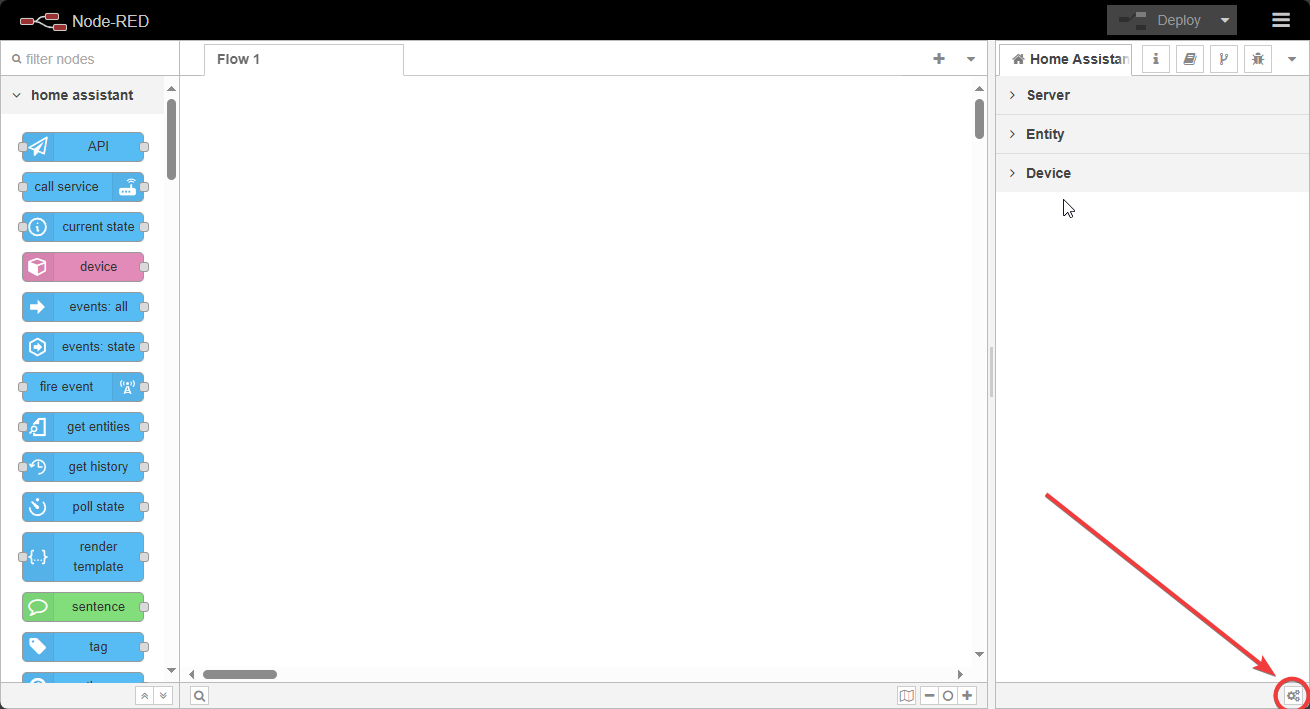 Node-RED
Deploy
filter nodes
Flow 1
Home Assistan
home assistant
Server
Entity
Device
API
call service
current state
device
events: all
events: state
fire event
get entities
get history
poll state
render
template
sentence
tag